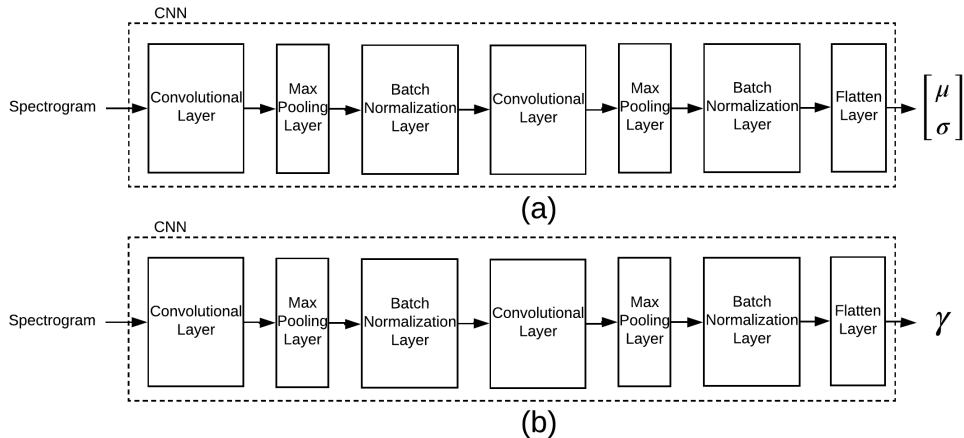 CNN
Spectrogram
Convolutional
Layer
Max
Pooling
Layer
Batch
Normalization
Layer
Convolutional
Layer
Max
Pooling
Layer
Batch
Normalization
Layer
Flatten
Layer
μ
σ
(a)
CNN
Spectrogram
Convolutional
Layer
Max
Pooling
Layer
Batch
Normalization
Layer
Convolutional
Layer
Max
Pooling
Layer
Batch
Normalization
Layer
Flatten
Layer
γ
(b)